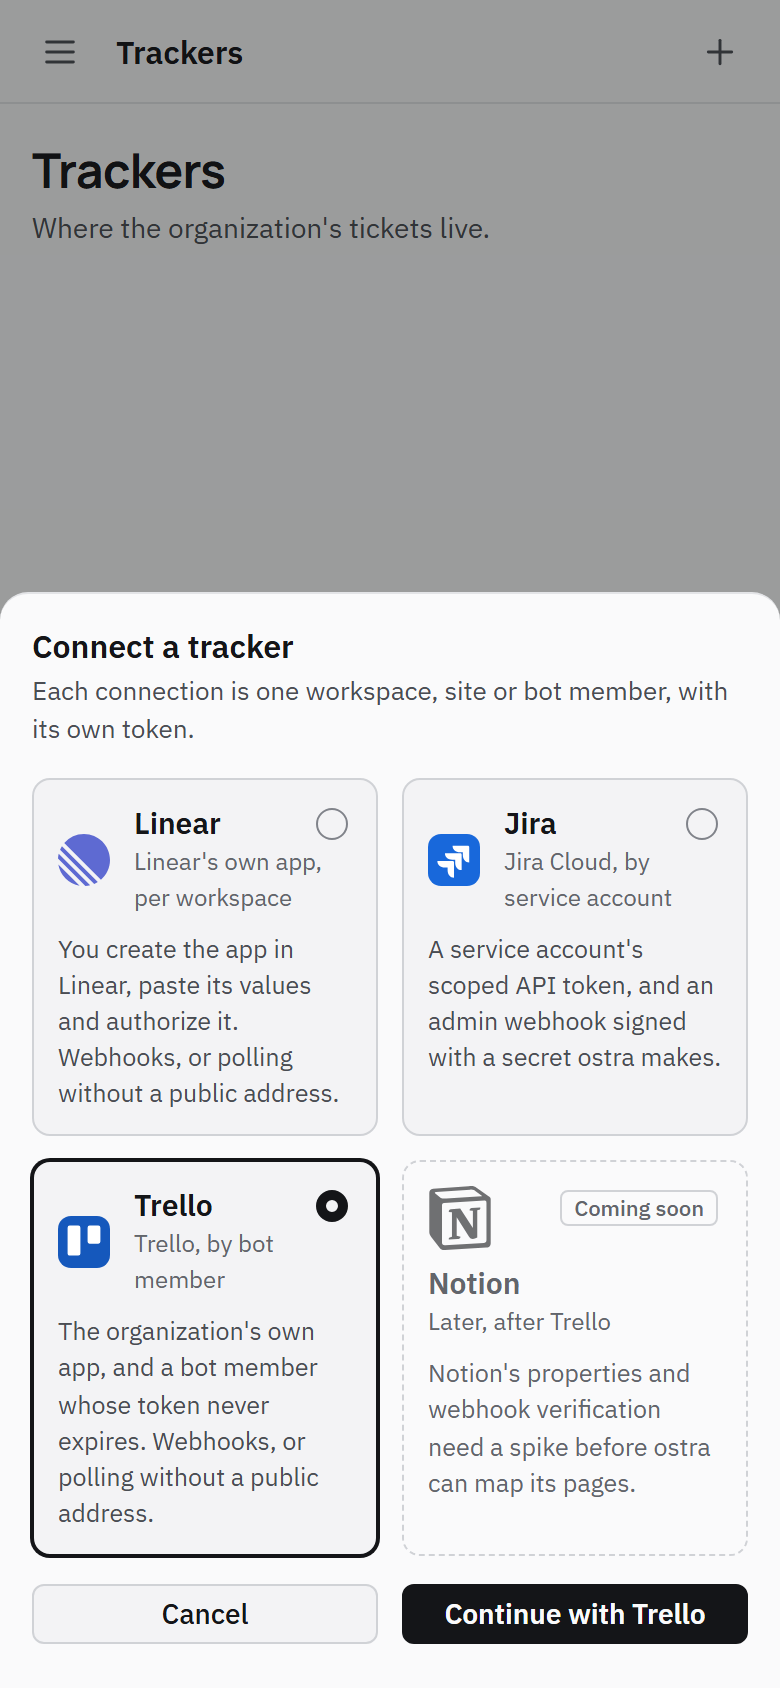 Trackers
Trackers
Where the organization's tickets live.
Connect a tracker
Each connection is one workspace, site or bot member, with
its own token.
Linear
Linear's own app,
per workspace
You create the app in
Linear, paste its values
and authorize it.
Webhooks, or polling
without a public address.
Jira
Jira Cloud, by
service account
A service account's
scoped API token, and an
admin webhook signed
with a secret ostra makes.
Trello
Trello, by bot
member
The organization's own
app, and a bot member
whose token never
expires. Webhooks, or
polling without a public
address.
N
Coming soon
Notion
Later, after Trello
Notion's properties and
webhook verification
need a spike before ostra
can map its pages.
Cancel
Continue with Trello